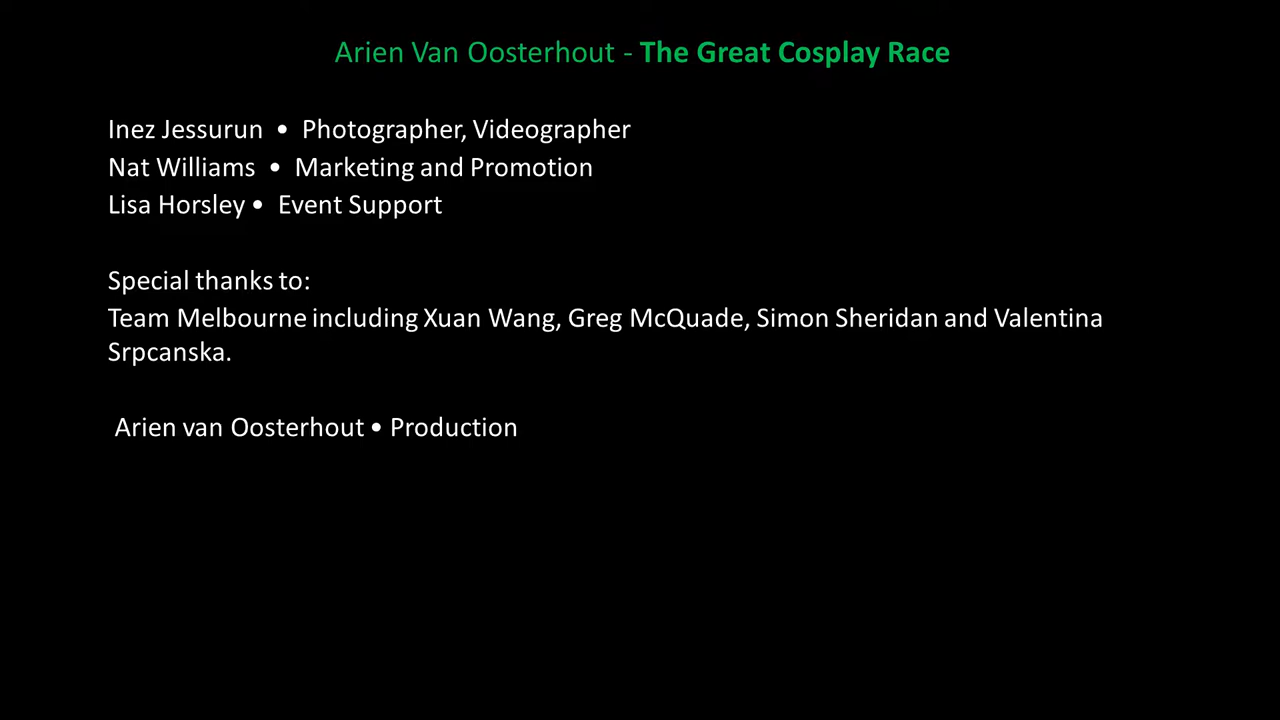 Arien Van Oosterhout - The Great Cosplay Race
Inez Jessurun • Photographer, Videographer
Nat Williams • Marketing and Promotion
Lisa Horsley • Event Support
Special thanks to:
Team Melbourne including Xuan Wang, Greg McQuade, Simon Sheridan and Valentina
Srpcanska.
Arien van Oosterhout • Production